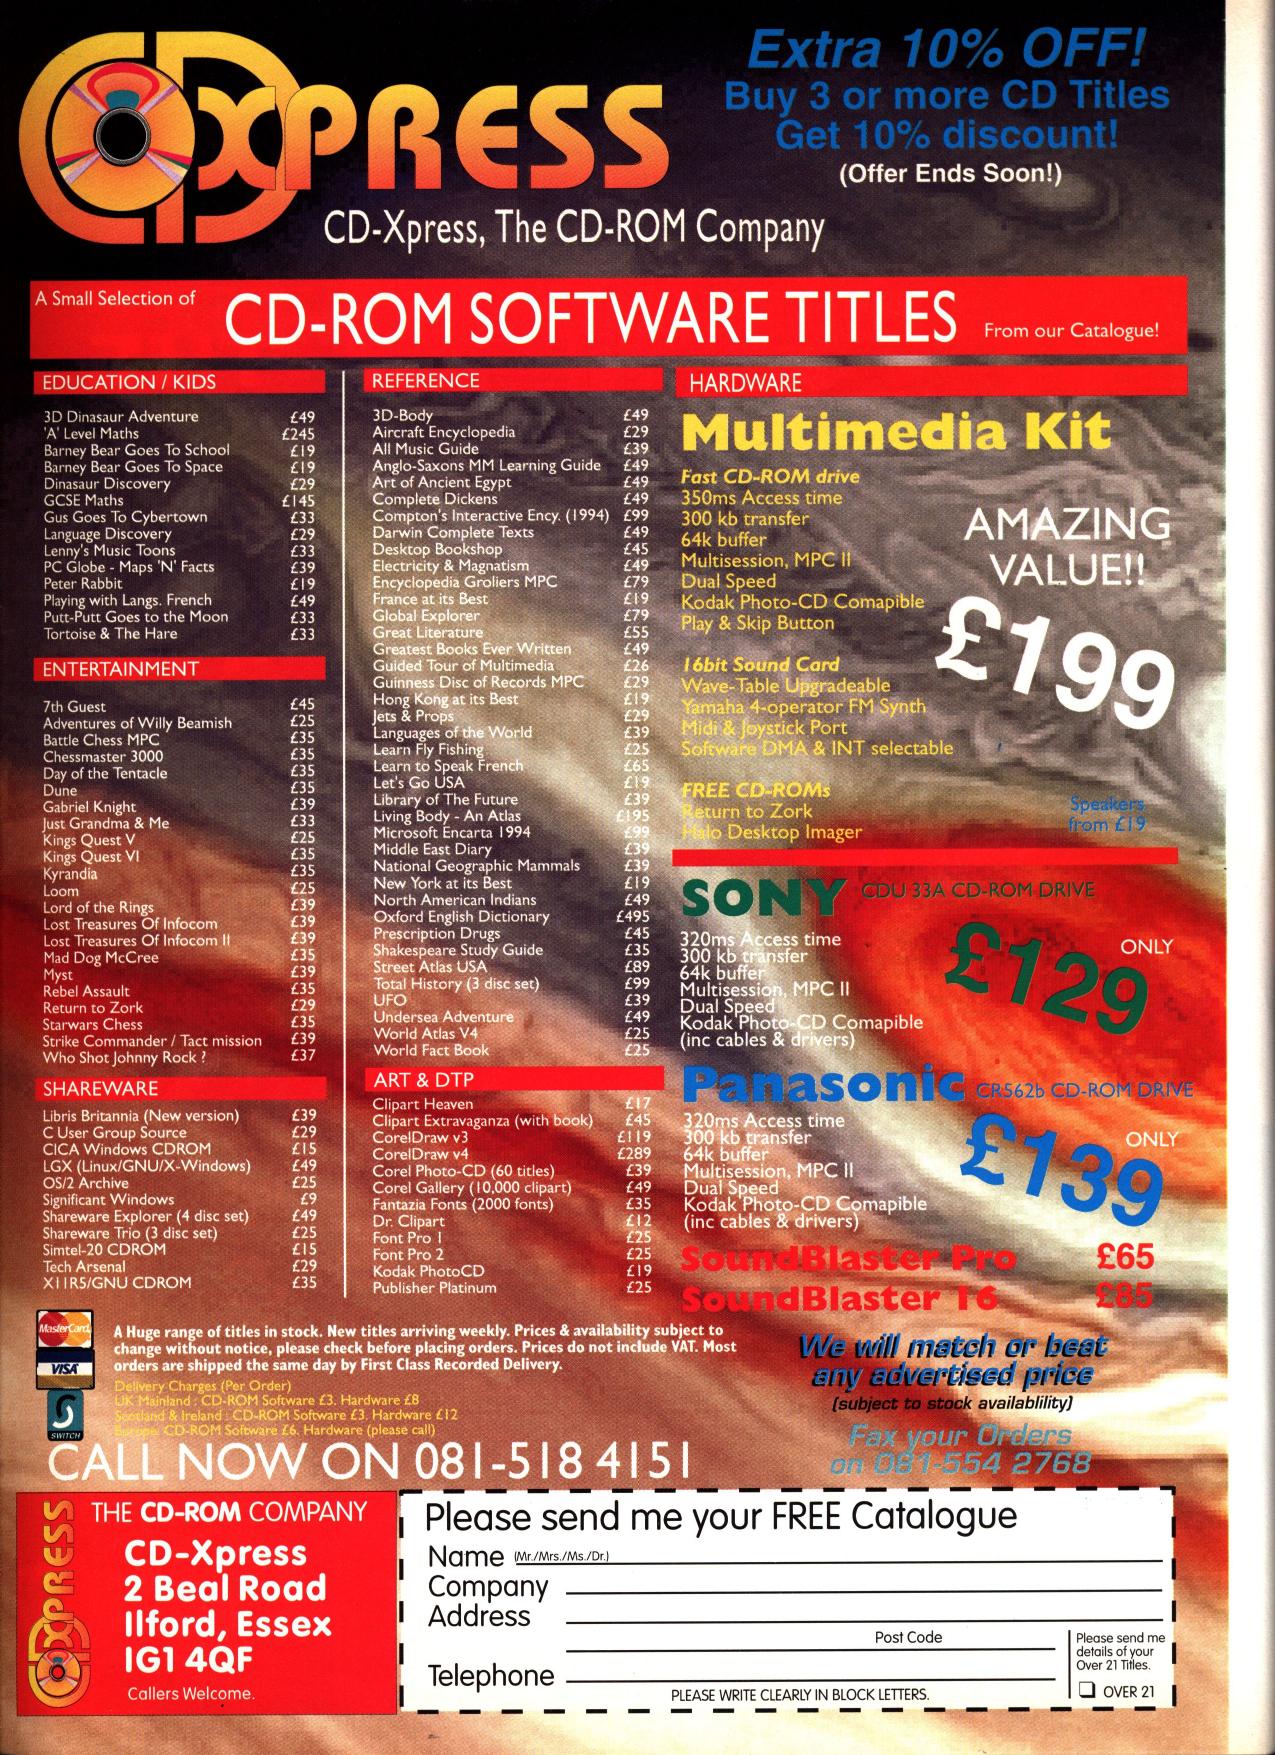 CDXPRESS
CD-Xpress, The CD-ROM Company
Extra 10% OFF!
Buy 3 or more CD Titles
Get 10% discount!
(Offer Ends Soon!)
A Small Selection of CD-ROM SOFTWARE TITLES From our Catalogue!
EDUCATION / KIDS
3D Dinasaur Adventure £49
'A' Level Maths £245
Barney Bear Goes To School £19
Barney Bear Goes To Space £19
Dinasaur Discovery £29
GCSE Maths £145
Gus Goes To Cybertown £33
Language Discovery £29
Lenny's Music Toons £33
PC Globe - Maps 'N' Facts £39
Peter Rabbit £19
Playing with Langs. French £49
Putt-Putt Goes to the Moon £33
Tortoise & The Hare £33
ENTERTAINMENT
7th Guest £45
Adventures of Willy Beamish £25
Battle Chess MPC £35
Chessmaster 3000 £35
Day of the Tentacle £35
Dune £35
Gabriel Knight £39
Just Grandma & Me £33
Kings Quest V £25
Kings Quest VI £35
Kyrandia £35
Loom £25
Lord of the Rings £39
Lost Treasures Of Infocom £39
Lost Treasures Of Infocom II £39
Mad Dog McCree £35
Myst £39
Rebel Assault £35
Return to Zork £29
Starwars Chess £35
Strike Commander / Tact mission £39
Who Shot Johnny Rock ? £37
SHAREWARE
Libris Britannia (New version) £39
C User Group Source £29
CICA Windows CDROM £15
LGX (Linux/GNU/X-Windows) £49
OS/2 Archive £25
Significant Windows £9
Shareware Explorer (4 disc set) £49
Shareware Trio (3 disc set) £25
Simtel-20 CDROM £15
Tech Arsenal £29
X11R5/GNU CDROM £35
REFERENCE
3D-Body £49
Aircraft Encyclopedia £29
All Music Guide £39
Anglo-Saxons MM Learning Guide £49
Art of Ancient Egypt £49
Complete Dickens £49
Compton's Interactive Ency. (1994) £99
Darwin Complete Texts £49
Desktop Bookshop £45
Electricity & Magnatism £49
Encyclopedia Groliers MPC £79
France at its Best £19
Global Explorer £79
Great Literature £55
Greatest Books Ever Written £49
Guided Tour of Multimedia £26
Guinness Disc of Records MPC £29
Hong Kong at its Best £19
Jets & Props £29
Languages of the World £39
Learn Fly Fishing £25
Learn to Speak French £65
Let's Go USA £19
Library of The Future £39
Living Body - An Atlas £195
Microsoft Encarta 1994 £99
Middle East Diary £39
National Geographic Mammals £39
New York at its Best £19
North American Indians £49
Oxford English Dictionary £495
Prescription Drugs £45
Shakespeare Study Guide £35
Street Atlas USA £89
Total History (3 disc set) £99
UFO £39
Undersea Adventure £49
World Atlas V4 £25
World Fact Book £25
ART & DTP
Clipart Heaven £17
Clipart Extravaganza (with book) £45
CorelDraw v3 £119
CorelDraw v4 £289
Corel Photo-CD (60 titles) £39
Corel Gallery (10,000 clipart) £49
Fantazia Fonts (2000 fonts) £35
Dr. Clipart £12
Font Pro 1 £25
Font Pro 2 £25
Kodak PhotoCD £19
Publisher Platinum £25
HARDWARE
Multimedia Kit
Fast CD-ROM drive
350ms Access time
300 kb transfer
64k buffer
Multisession, MPC II
Dual Speed
Kodak Photo-CD Comapible
Play & Skip Button
AMAZING
VALUE!!
£199
16bit Sound Card
Wave-Table Upgradeable
Yamaha 4-operator FM Synth
Midi & Joystick Port
Software DMA & INT selectable
FREE CD-ROMs
Return to Zork
Halo Desktop Imager
Speakers
from £19
SONY CDU 33A CD-ROM DRIVE
320ms Access time
300 kb transfer
64k buffer
Multisession, MPC II
Dual Speed
Kodak Photo-CD Comapible
(inc cables & drivers)
ONLY
£129
Panasonic CR562b CD-ROM DRIVE
320ms Access time
300 kb transfer
64k buffer
Multisession, MPC II
Dual Speed
Kodak Photo-CD Comapible
(inc cables & drivers)
ONLY
£139
SoundBlaster Pro £65
SoundBlaster 16 £85
MasterCard
VISA
S
SWITCH
A Huge range of titles in stock. New titles arriving weekly. Prices & availability subject to
change without notice, please check before placing orders. Prices do not include VAT. Most
orders are shipped the same day by First Class Recorded Delivery.
Delivery Charges (Per Order)
UK Mainland : CD-ROM Software £3. Hardware £8
Scotland & Ireland : CD-ROM Software £3. Hardware £12
Europe: CD-ROM Software £6. Hardware (please call)
We will match or beat
any advertised price
(subject to stock availablility)
Fax your Orders
on 081-554 2768
CALL NOW ON 081-518 4151
CDXPRESS
THE CD-ROM COMPANY
CD-Xpress
2 Beal Road
Ilford, Essex
IG1 4QF
Callers Welcome.
Please send me your FREE Catalogue
Name (Mr./Mrs./Ms./Dr.)
Company
Address
Post Code
Telephone
PLEASE WRITE CLEARLY IN BLOCK LETTERS.
Please send me
details of your
Over 21 Titles.
OVER 21